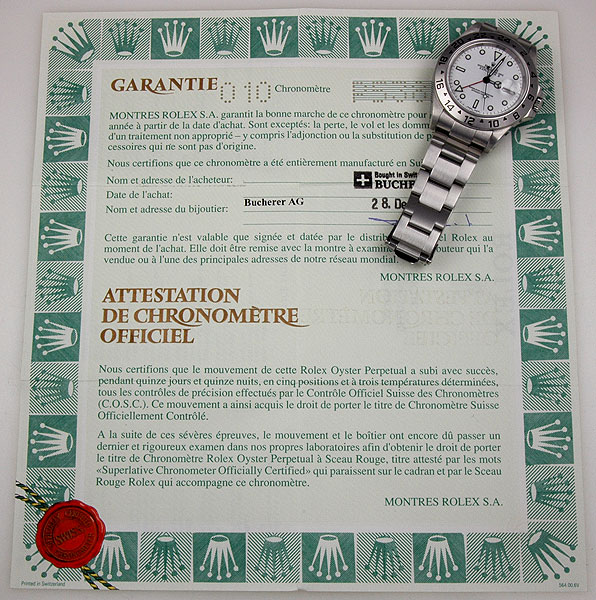 GARANTIE 010 Chronomètre
MONTRES ROLEX S.A. garantit la bonne marche de ce chronomètre pour
année à partir de la date d'achat. Sont exceptés: la perte, le vol et les
d'un traitement non approprié – y compris l'adjonction ou la substitution de
cessoires qui ne sont pas d'origine.
Nous certifions que ce chronomètre a été entièrement manufacturé en
Nom et adresse de l'acheteur:
Bought in
BUCHE
Date de l'achat:
Nom et adresse du bijoutier:
Bucherer AG
28. De
Cette garantie n'est valable que signée et datée par le Rolex au
moment de l'achat. Elle doit être remise avec la montre à qui l'a
vendue ou à l'une des principales adresses de notre réseau
MONTRES ROLEX S.A.
ATTESTATION
DE CHRONOMÈTRE
OFFICIEL
Nous certifions que le mouvement de cette Rolex Oyster Perpetual a subi avec succès,
pendant quinze jours et quinze nuits, en cinq positions et à trois températures déterminées,
tous les contrôles de précision effectués par le Contrôle Officiel Suisse des Chronomètres
(C.O.S.C.). Ce mouvement a ainsi acquis le droit de porter le titre de Chronomètre Suisse
Officiellement Contrôlé.
A la suite de ces sévères épreuves, le mouvement et le boîtier ont encore dû passer un
dernier et rigoureux examen dans nos propres laboratoires afin d'obtenir le droit de porter
le titre de Chronomètre Rolex Oyster Perpetual à Sceau Rouge, titre attesté par les mots
«Superlative Chronometer Officially Certified» qui paraissent sur le cadran et par le Sceau
Rouge Rolex qui accompagne ce chronomètre.
MONTRES ROLEX S.A.
Printed in Switzerland